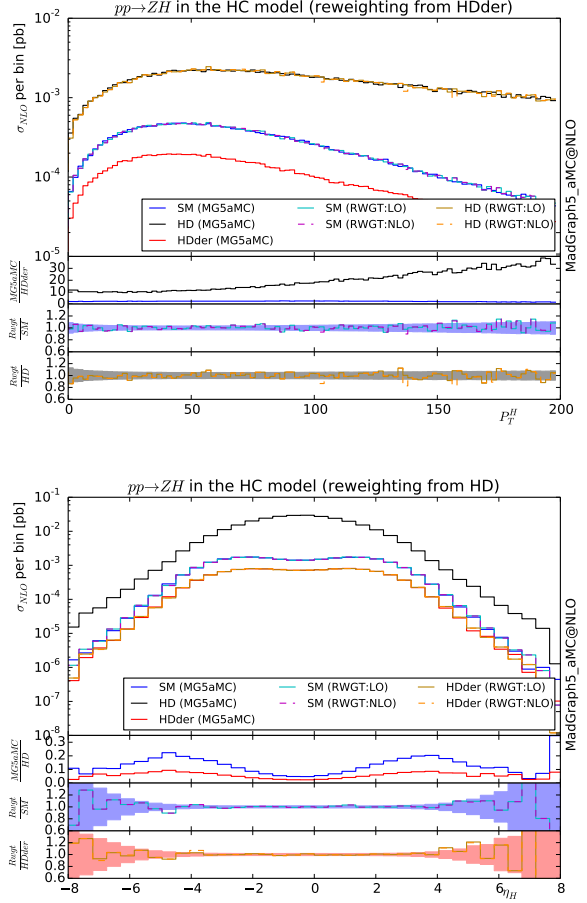 pp→ZH in the HC model (reweighting from HDder)
10⁻²
10⁻³
10⁻⁴
10⁻⁵
σ_NLO per bin [pb]
MadGraph5_aMC@NLO
SM (MG5aMC)
HD (MG5aMC)
HDder (MG5aMC)
SM (RWGT:LO)
SM (RWGT:NLO)
HD (RWGT:LO)
HD (RWGT:NLO)
MG5aMC
HDder
30
20
10
0
Rwgt
SM
1.2
1.0
0.8
0.6
Rwgt
HD
1.2
1.0
0.8
0.6
0 50 100 150 200
P_T^H
pp→ZH in the HC model (reweighting from HD)
10⁻¹
10⁻²
10⁻³
10⁻⁴
10⁻⁵
10⁻⁶
10⁻⁷
10⁻⁸
σ_NLO per bin [pb]
MadGraph5_aMC@NLO
SM (MG5aMC)
HD (MG5aMC)
HDder (MG5aMC)
SM (RWGT:LO)
SM (RWGT:NLO)
HDder (RWGT:LO)
HDder (RWGT:NLO)
MG5aMC
HD
0.3
0.2
0.1
0.0
Rwgt
SM
1.2
1.0
0.8
0.6
Rwgt
HDder
1.2
1.0
0.8
0.6
−8 −6 −4 −2 0 2 4 6 8
η_H